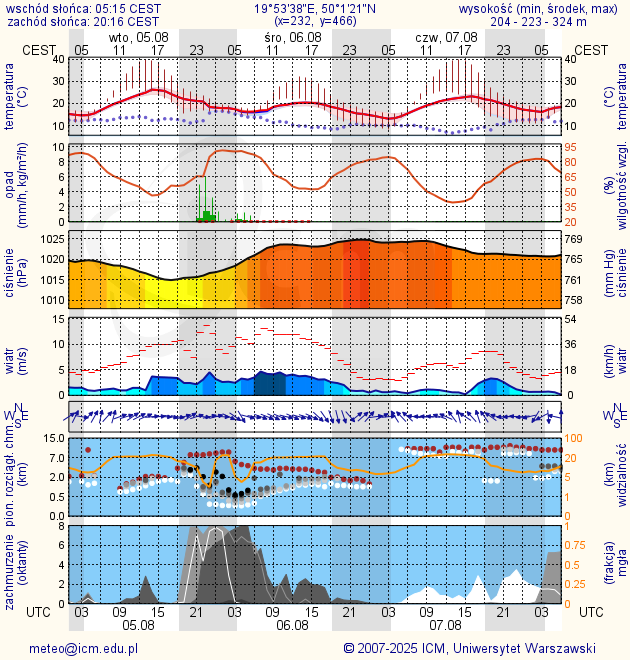 wschód słońca: 05:15 CEST 19°53'38"E, 50°1'21"N wysokość (min, środek, max)
zachód słońca: 20:16 CEST (x=232, y=466) 204 - 223 - 324 m
wto, 05.08 śro, 06.08 czw, 07.08
CEST 05 11 17 23 05 11 17 23 05 11 17 23 05 CEST
temperatura (°C)
40 30 20 10
40 30 20 10
temperatura (°C)
opad (mm/h, kg/m²/h)
10 8 6 4 2 0
95 80 65 50 35 20
(%) wilgotność wzgl.
ciśnienie (hPa)
1025 1020 1015 1010
769 765 761 758
(mm Hg) ciśnienie
wiatr (m/s)
15 10 5 0
54 36 18 0
(km/h) wiatr
N W E S
N W E S
pion. rozciągł. chm. (km)
15.0 7.0 2.0 0.5 0.0
100 20 5 1 0
(km) widzialność
zachmurzenie (oktanty)
8 6 4 2 0
1 0.75 0.5 0.25 0
(frakcja) mgła
UTC 03 09 15 21 03 09 15 21 03 09 15 21 03 UTC
05.08 06.08 07.08
meteo@icm.edu.pl © 2007-2025 ICM, Uniwersytet Warszawski